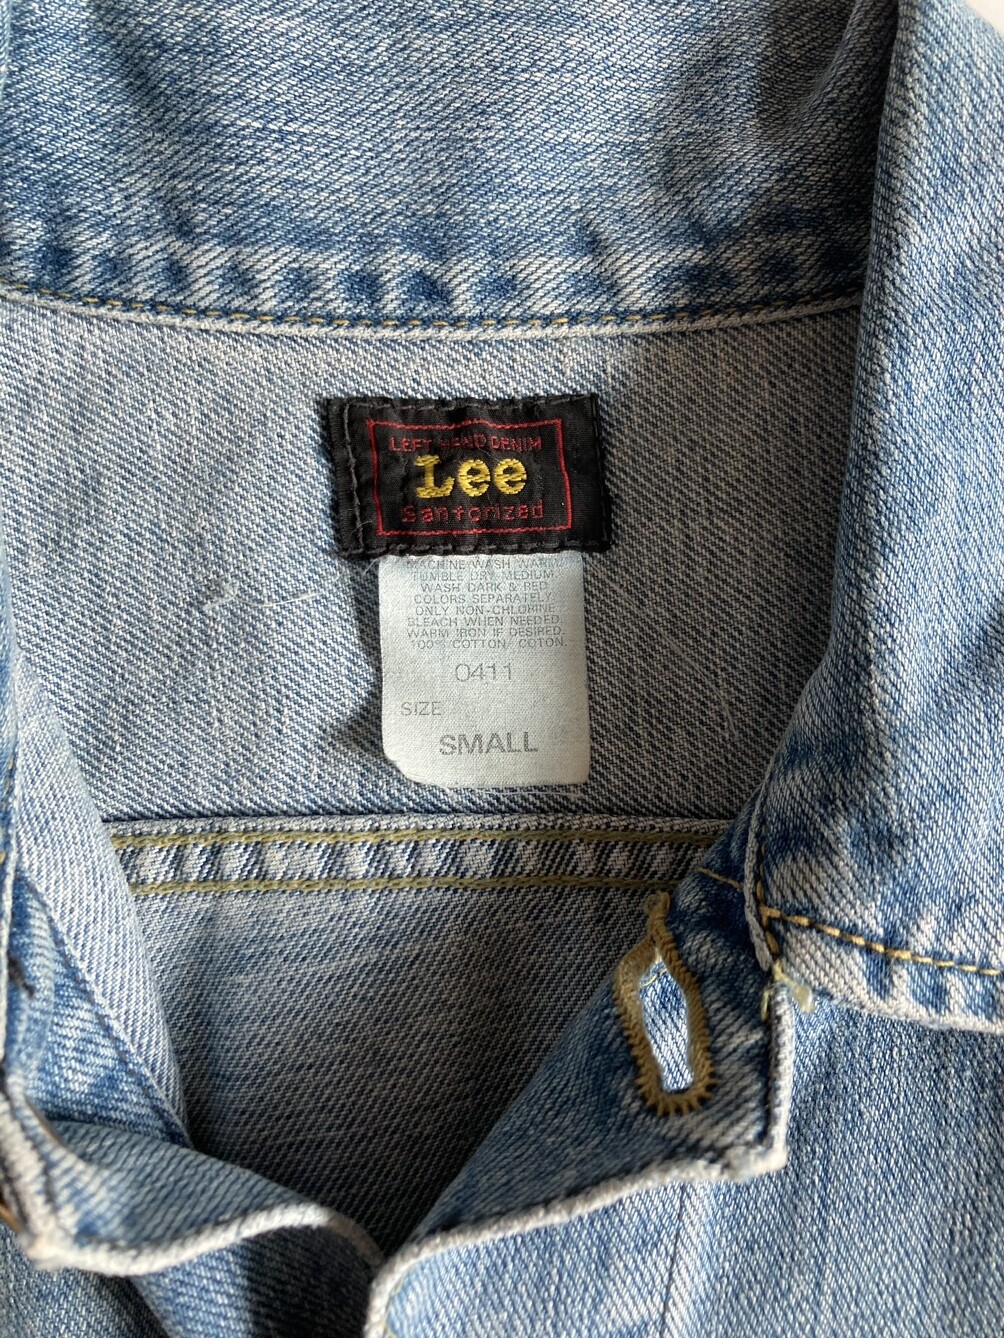 LEFT HAND DENIM
Lee
Sanforized
MACHINE WASH WARM
TUMBLE DRY MEDIUM
WASH DARK & RED
COLORS SEPARATELY
ONLY NON-CHLORINE
BLEACH WHEN NEEDED.
WARM IRON IF DESIRED.
100% COTTON/COTON.
0411
SIZE
SMALL